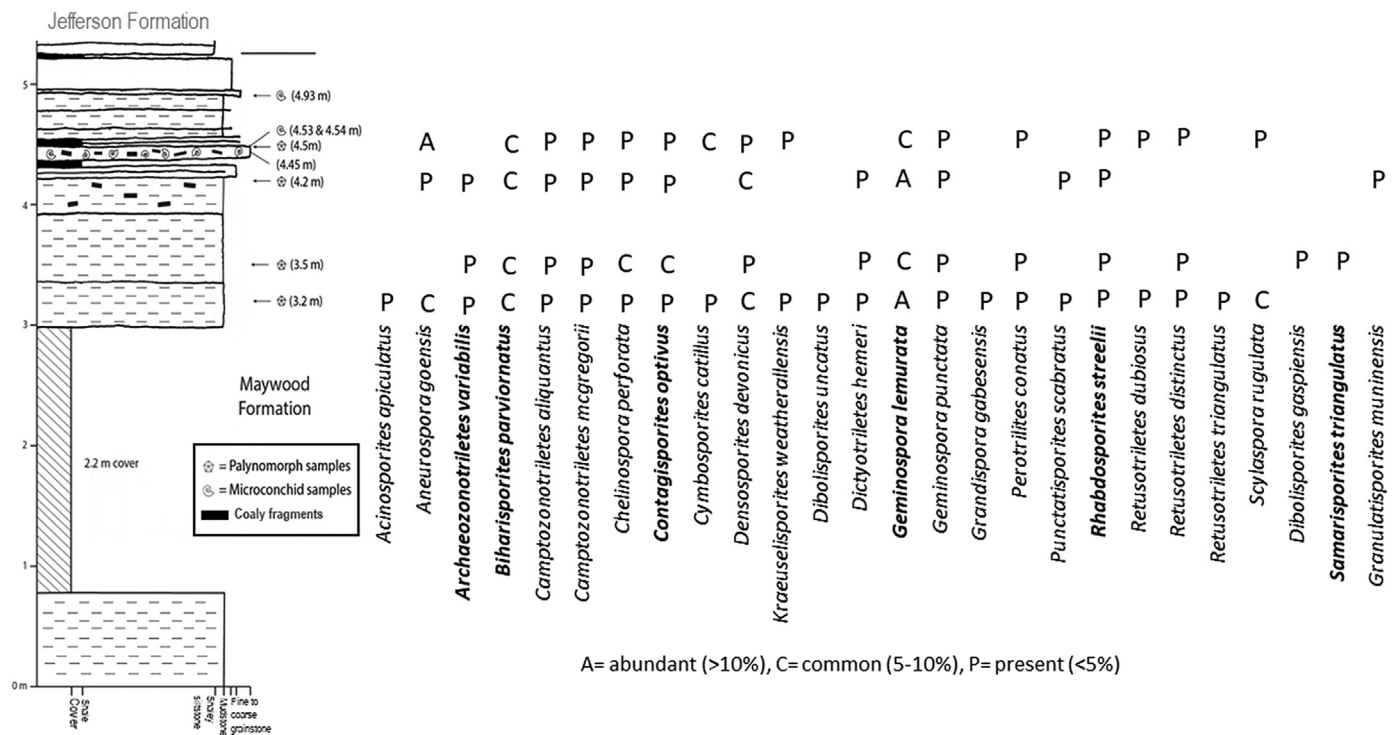 Jefferson Formation
5
(4.93 m)
(4.53 & 4.54 m)
(4.5m)
(4.45 m)
(4.2 m)
4
(3.5 m)
(3.2 m)
3
A C P P P P C P P C P P P P P P
P P C P P P P C P A P P P P
P C P P C C P P C P P P P P P
P C P C P P P P P C P P P A P P P P P P P P C
Maywood
Formation
2
2.2 m cover
= Palynomorph samples
= Microconchid samples
Coaly fragments
1
0 m
Cover
Shale
Shaley
siltstone
Mudstone
Fine to
coarse
grainstone
Acinosporites apiculatus
Aneurospora goensis
Archaeozonotriletes variabilis
Biharisporites parviornatus
Camptozonotriletes aliquantus
Camptozonotriletes mcgregorii
Chelinospora perforata
Contagisporites optivus
Cymbosporites catillus
Densosporites devonicus
Kraeuselisporites weatherallensis
Dibolisporites uncatus
Dictyotriletes hemeri
Geminospora lemurata
Geminospora punctata
Grandispora gabesensis
Perotrilites conatus
Punctatisporites scabratus
Rhabdosporites streelii
Retusotriletes dubiosus
Retusotriletes distinctus
Retusotriletes triangulatus
Scylaspora rugulata
Dibolisporites gaspiensis
Samarisporites triangulatus
Granulatisporites muninensis
A= abundant (>10%), C= common (5-10%), P= present (<5%)